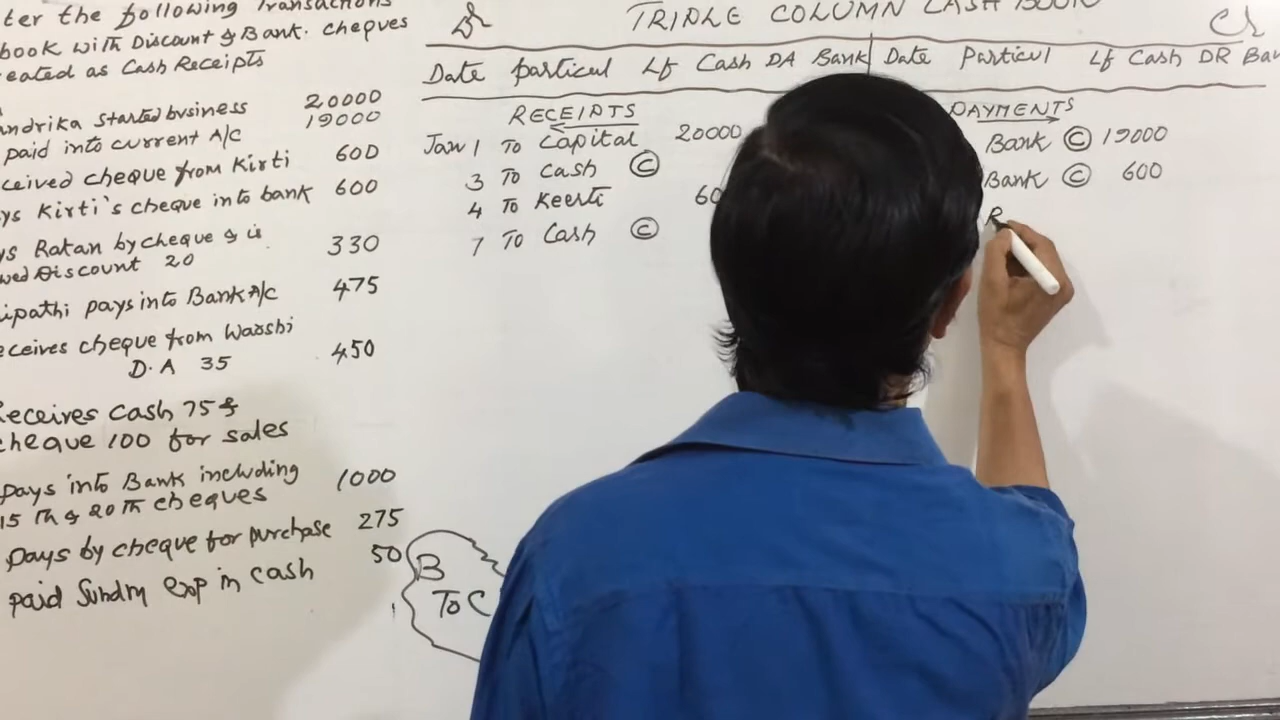 ter the following Transactions
book with Discount & Bank. cheques
eated as Cash Receipts
andrika started business 20000
paid into current A/c 19000
ceived cheque from Kirti 600
ys Kirti's cheque into bank 600
ys Ratan by cheque & is
wed Discount 20 330
ipathi pays into Bank A/c 475
eceives cheque from Warshi
D.A 35 450
Receives cash 75 &
cheque 100 for sales
pays into Bank including
15 Th & 20 Th cheques 1000
pays by cheque for purchase 275
paid Sundry exp in cash 50
B
To C
Dr TRIPLE COLUMN CASH BOOK Cr
Date particul Lf Cash DA Bank Date Particul Lf Cash DR Ban
RECEIPTS PAYMENTS
Jan 1 To Capital 20000 Bank C 19000
3 To Cash C Bank C 600
4 To Keerti 60 R
7 To Cash C